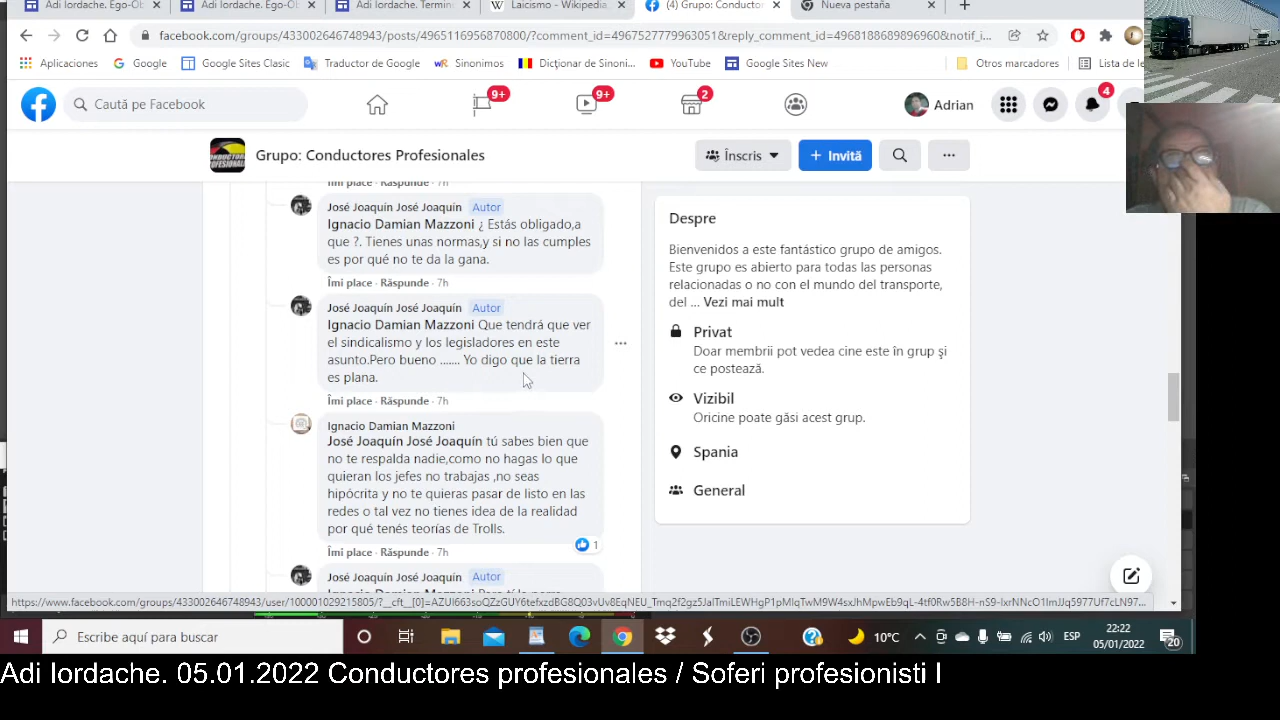 Adi Iordache. Ego-Ob
Adi Iordache. Ego-Ob
Adi Iordache. Termin
Laicismo - Wikipedia
(4) Grupo: Conductor
Nueva pestaña
facebook.com/groups/433002646748943/posts/
Aplicaciones
Google
Google Sites Clasic
Traductor de Google
Sinonimos
Dicționar de Sinoni...
YouTube
Google Sites New
Otros marcadores
Lista de le
Caută pe Facebook
9+
9+
2
Adrian
4
Grupo: Conductores Profesionales
Înscris
+ Invită
Îmi place · Răspunde · 7h
José Joaquín José Joaquín Autor
Ignacio Damian Mazzoni ¿ Estás obligado,a
que ?. Tienes unas normas,y si no las cumples
es por qué no te da la gana.
Îmi place · Răspunde · 7h
José Joaquín José Joaquín Autor
Ignacio Damian Mazzoni Que tendrá que ver
el sindicalismo y los legisladores en este
asunto.Pero bueno ....... Yo digo que la tierra
es plana.
Îmi place · Răspunde · 7h
Ignacio Damian Mazzoni
José Joaquín José Joaquín tú sabes bien que
no te respalda nadie,como no hagas lo que
quieran los jefes no trabajas ,no seas
hipócrita y no te quieras pasar de listo en las
redes o tal vez no tienes idea de la realidad
por qué tenés teorías de Trolls.
1
Îmi place · Răspunde · 7h
José Joaquín José Joaquín Autor
Despre
Bienvenidos a este fantástico grupo de amigos.
Este grupo es abierto para todas las personas
relacionadas o no con el mundo del transporte,
del ... Vezi mai mult
Privat
Doar membrii pot vedea cine este în grup și
ce postează.
Vizibil
Oricine poate găsi acest grup.
Spania
General
Escribe aquí para buscar
10°C
ESP
22:22
05/01/2022
20
Adi Iordache. 05.01.2022 Conductores profesionales / Soferi profesionisti I